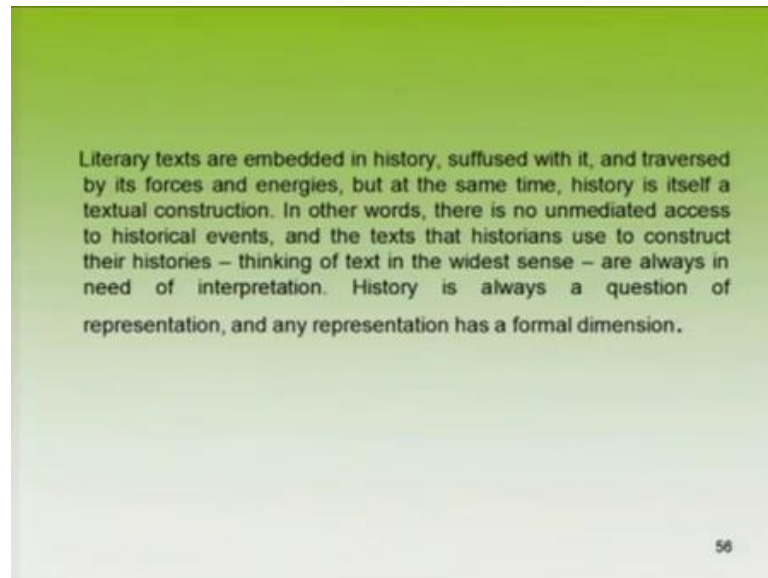 Literary texts are embedded in history, suffused with it, and traversed
by its forces and energies, but at the same time, history is itself a
textual construction. In other words, there is no unmediated access
to historical events, and the texts that historians use to construct
their histories – thinking of text in the widest sense – are always in
need of interpretation. History is always a question of
representation, and any representation has a formal dimension.
56